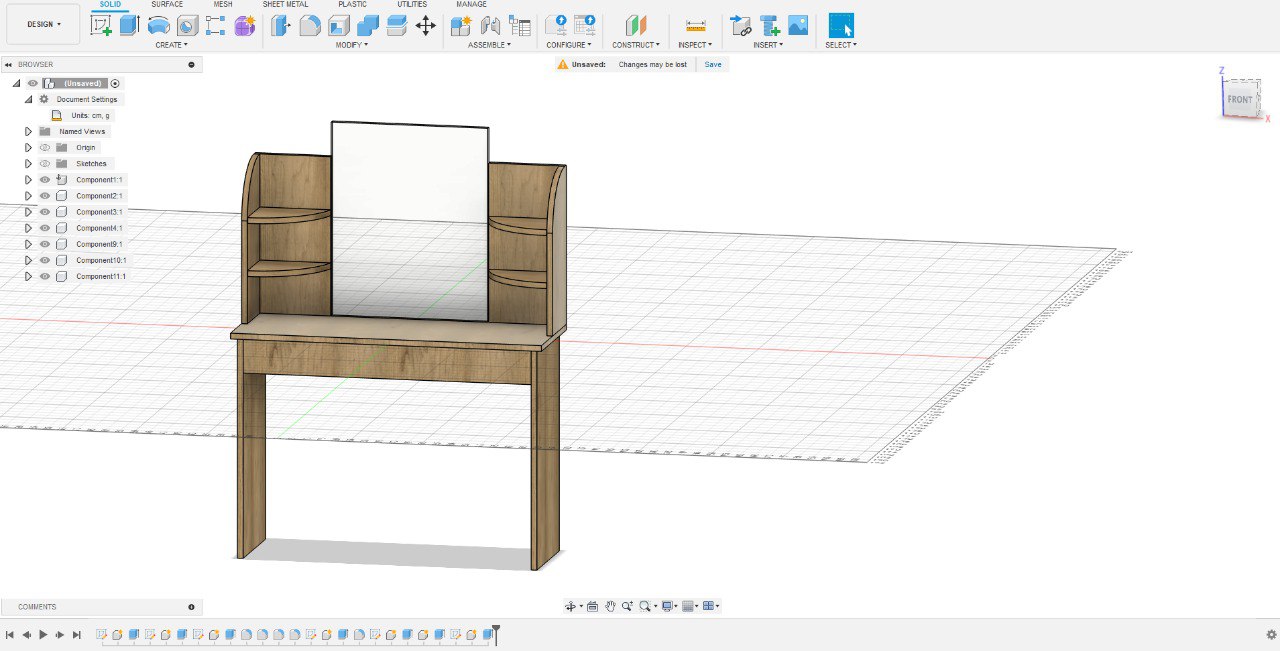 SOLID SURFACE MESH SHEET METAL PLASTIC UTILITIES MANAGE
DESIGN
CREATE MODIFY ASSEMBLE CONFIGURE CONSTRUCT INSPECT INSERT SELECT
BROWSER
Unsaved: Changes may be lost Save
(Unsaved)
Document Settings
Units: cm, g
Named Views
Origin
Sketches
Component1:1
Component2:1
Component3:1
Component4:1
Component9:1
Component10:1
Component11:1
Z
FRONT
X
COMMENTS